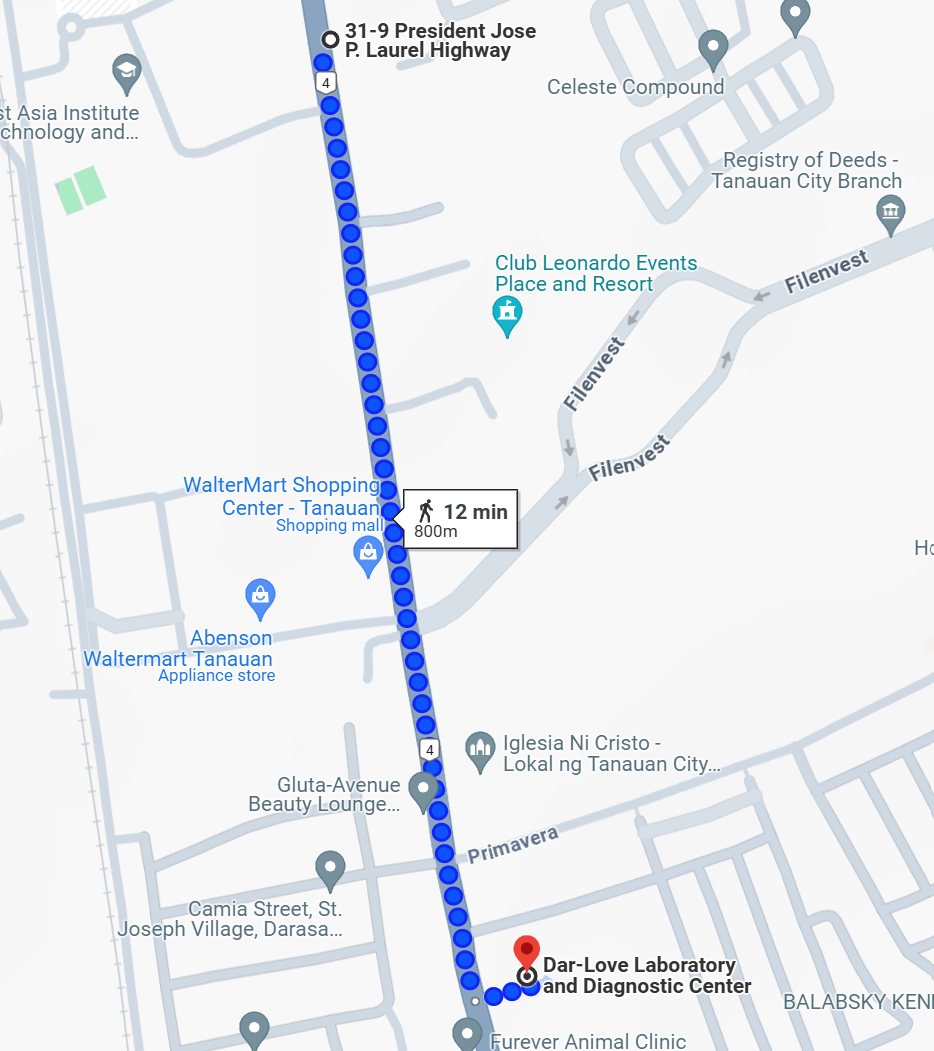 31-9 President Jose
P. Laurel Highway
4
Celeste Compound
st Asia Institute
chnology and...
Registry of Deeds -
Tanauan City Branch
Club Leonardo Events
Place and Resort
Filenvest
Filenvest
Filenvest
WalterMart Shopping
Center - Tanauan
Shopping mall
12 min
800m
Ho
Abenson
Waltermart Tanauan
Appliance store
4
Iglesia Ni Cristo -
Lokal ng Tanauan City...
Gluta-Avenue
Beauty Lounge...
Primavera
Camia Street, St.
Joseph Village, Darasa...
Dar-Love Laboratory
and Diagnostic Center
BALABSKY KEN
Furever Animal Clinic